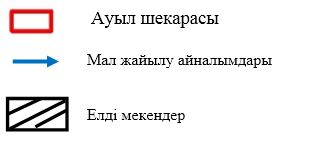 Ауыл шекарасы
Мал жайылу айналымдары
Елді мекендер